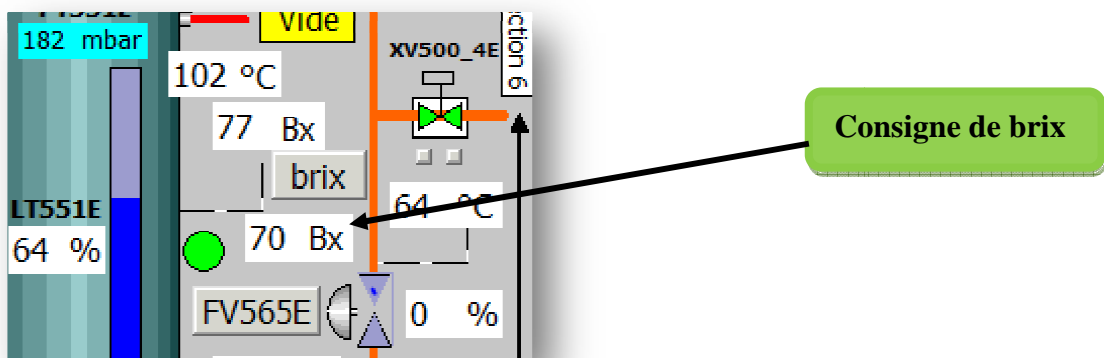 Vide
182 mbar
XV500_4E
ction 6
102 °C
77 Bx
Consigne de brix
brix
64 °C
LT551E
70 Bx
64 %
FV565E
0 %